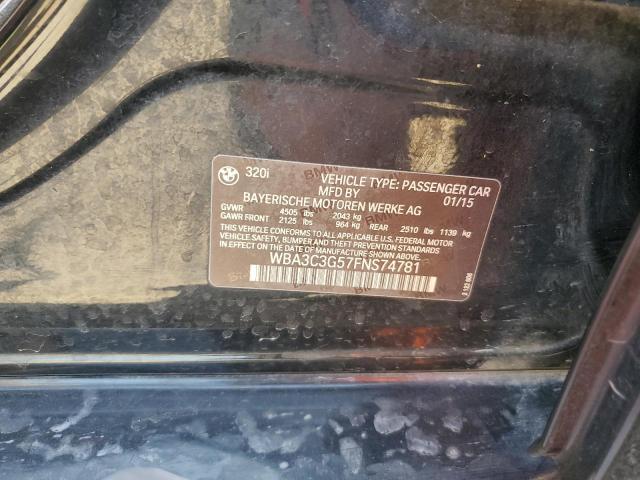 320i VEHICLE TYPE: PASSENGER CAR
MFD BY 01/15
BAYERISCHE MOTOREN WERKE AG
GVWR 4505 lbs 2043 kg
GAWR FRONT 2125 lbs 964 kg REAR 2510 lbs 1139 kg
THIS VEHICLE CONFORMS TO ALL APPLICABLE U.S. FEDERAL MOTOR
VEHICLE SAFETY, BUMPER, AND THEFT PREVENTION STANDARDS IN
EFFECT ON THE DATE OF MANUFACTURE SHOWN ABOVE.
WBA3C3G57FNS74781